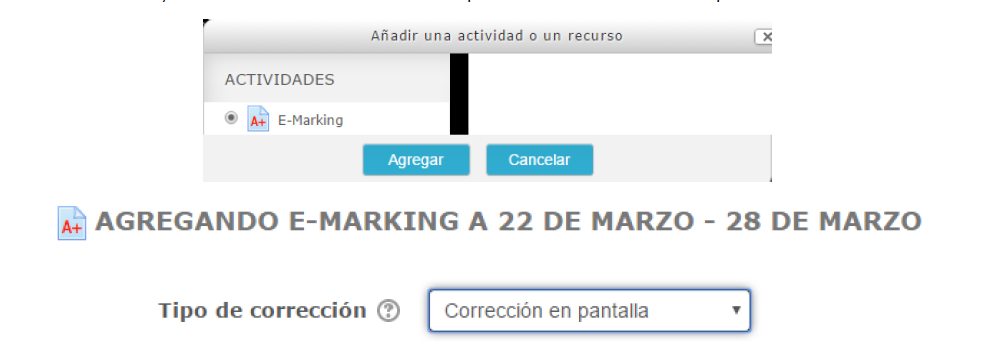 Añadir una actividad o un recurso
ACTIVIDADES
A+ E-Marking
Agregar Cancelar
A+ AGREGANDO E-MARKING A 22 DE MARZO - 28 DE MARZO
Tipo de corrección ? Corrección en pantalla